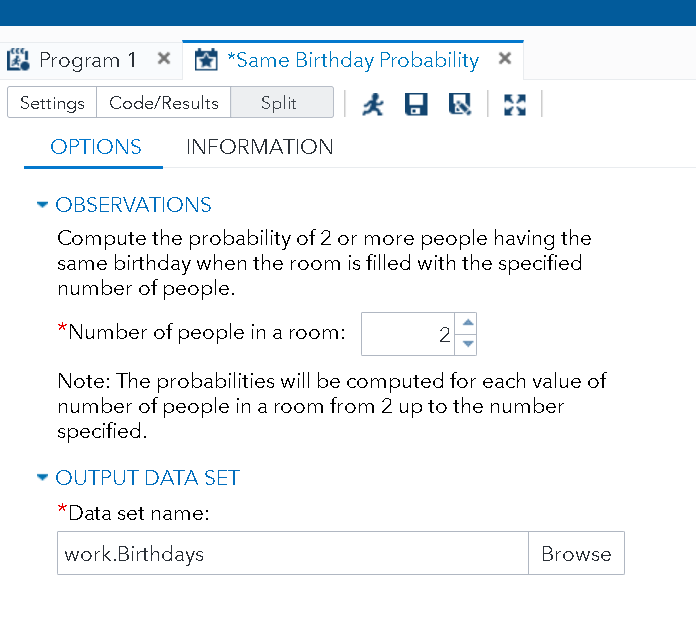 Program 1
*Same Birthday Probability
Settings Code/Results Split
OPTIONS INFORMATION
OBSERVATIONS
Compute the probability of 2 or more people having the
same birthday when the room is filled with the specified
number of people.
*Number of people in a room: 2
Note: The probabilities will be computed for each value of
number of people in a room from 2 up to the number
specified.
OUTPUT DATA SET
*Data set name:
work.Birthdays Browse